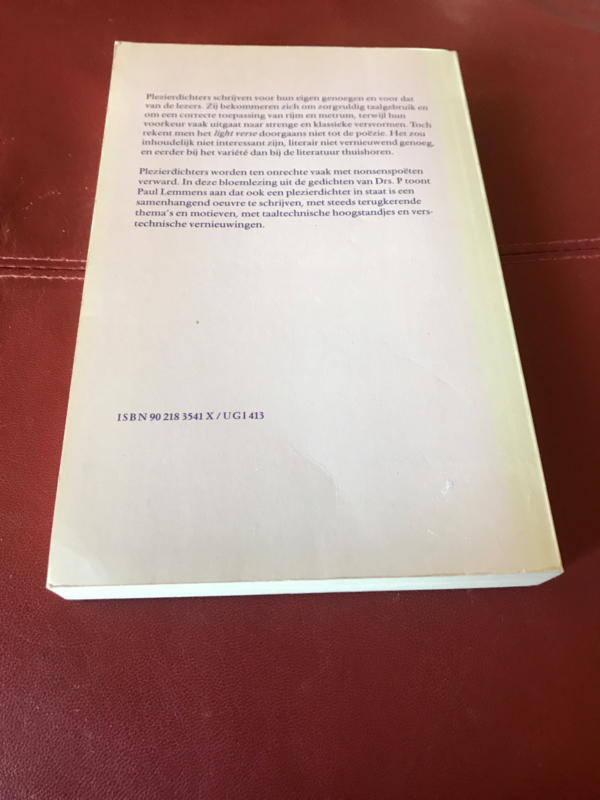 Plezierdichters schrijven voor hun eigen genoegen en voor dat
van de lezers. Zij bekommeren zich om zorgvuldig taalgebruik en
om een correcte toepassing van rijm en metrum, terwijl hun
voorkeur vaak uitgaat naar strenge en klassieke versvormen. Toch
rekent men het light verse doorgaans niet tot de poëzie. Het zou
inhoudelijk niet interessant zijn, literair niet vernieuwend genoeg,
en eerder bij het variété dan bij de literatuur thuishoren.
Plezierdichters worden ten onrechte vaak met nonsenspoëten
verward. In deze bloemlezing uit de gedichten van Drs. P toont
Paul Lemmens aan dat ook een plezierdichter in staat is een
samenhangend oeuvre te schrijven, met steeds terugkerende
thema's en motieven, met taaltechnische hoogstandjes en vers-
technische vernieuwingen.
ISBN 90 218 3541 X / UGI 413